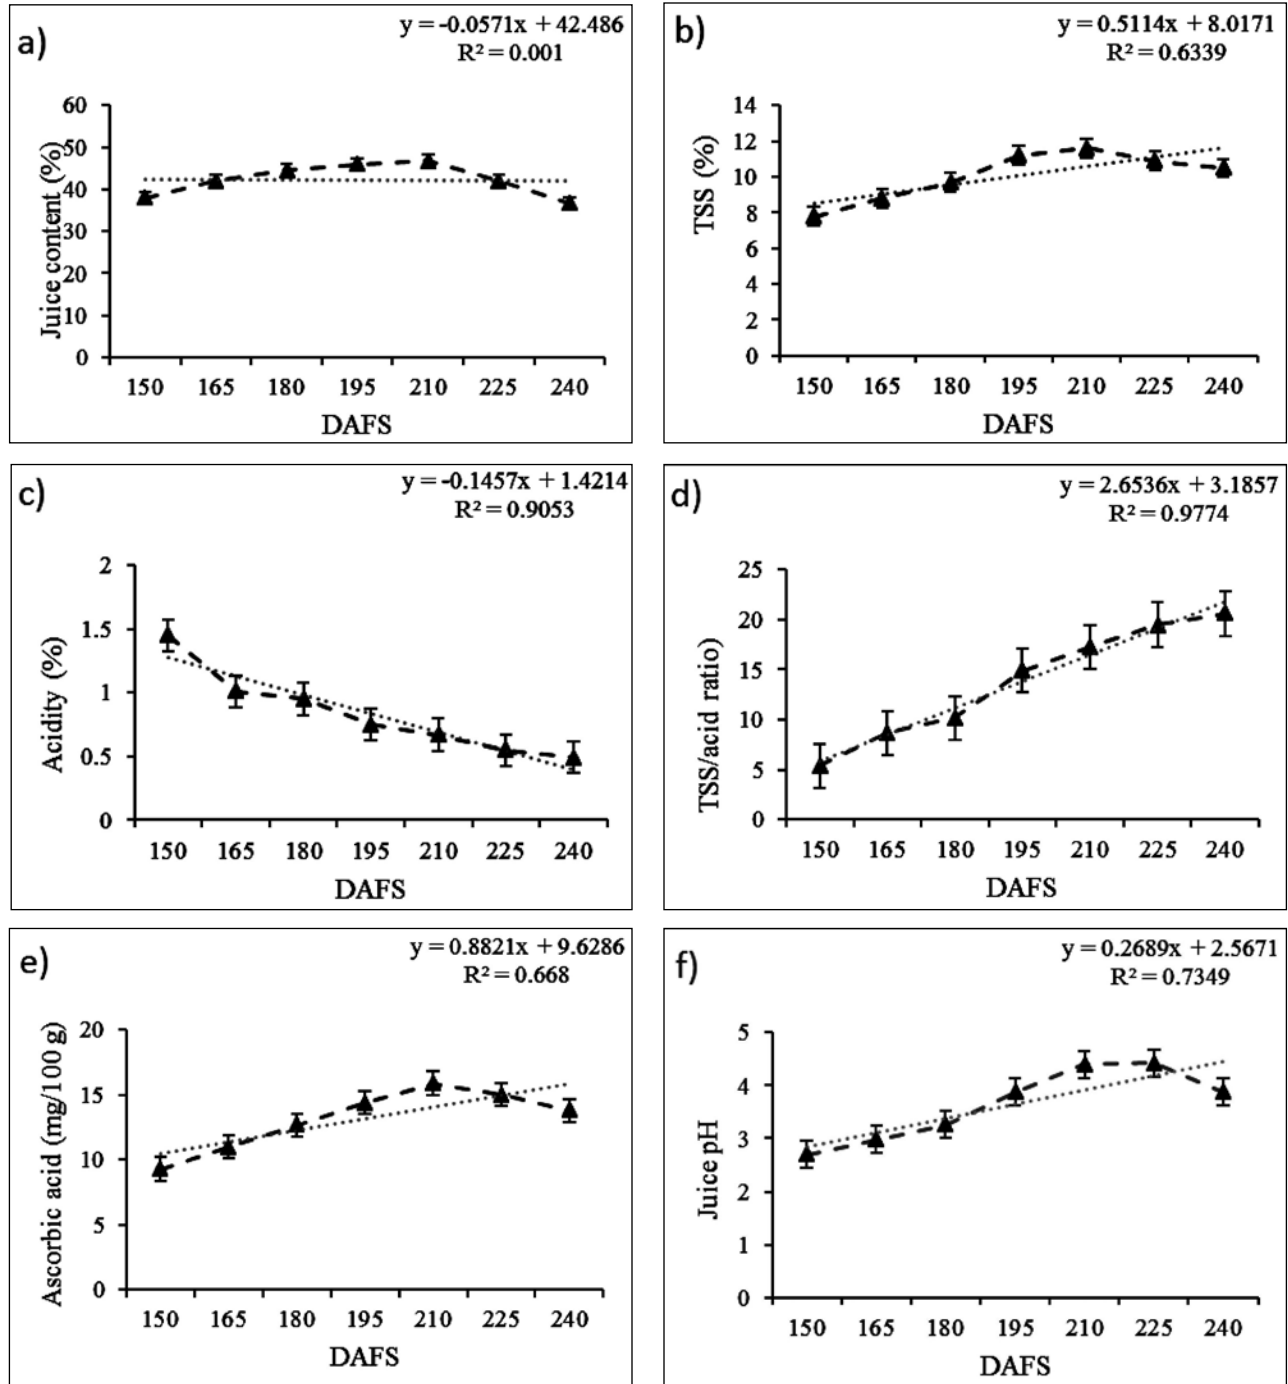 a)
y = -0.0571x + 42.486
R² = 0.001
Juice content (%)
60
50
40
30
20
10
0
150 165 180 195 210 225 240
DAFS
b)
y = 0.5114x + 8.0171
R² = 0.6339
TSS (%)
14
12
10
8
6
4
2
0
150 165 180 195 210 225 240
DAFS
c)
y = -0.1457x + 1.4214
R² = 0.9053
Acidity (%)
2
1.5
1
0.5
0
150 165 180 195 210 225 240
DAFS
d)
y = 2.6536x + 3.1857
R² = 0.9774
TSS/acid ratio)
25
20
15
10
5
0
150 165 180 195 210 225 240
DAFS
e)
y = 0.8821x + 9.6286
R² = 0.668
Ascorbic acid (mg/100 g)
20
15
10
5
0
150 165 180 195 210 225 240
DAFS
f)
y = 0.2689x + 2.5671
R² = 0.7349
Juice pH
5
4
3
2
1
0
150 165 180 195 210 225 240
DAFS